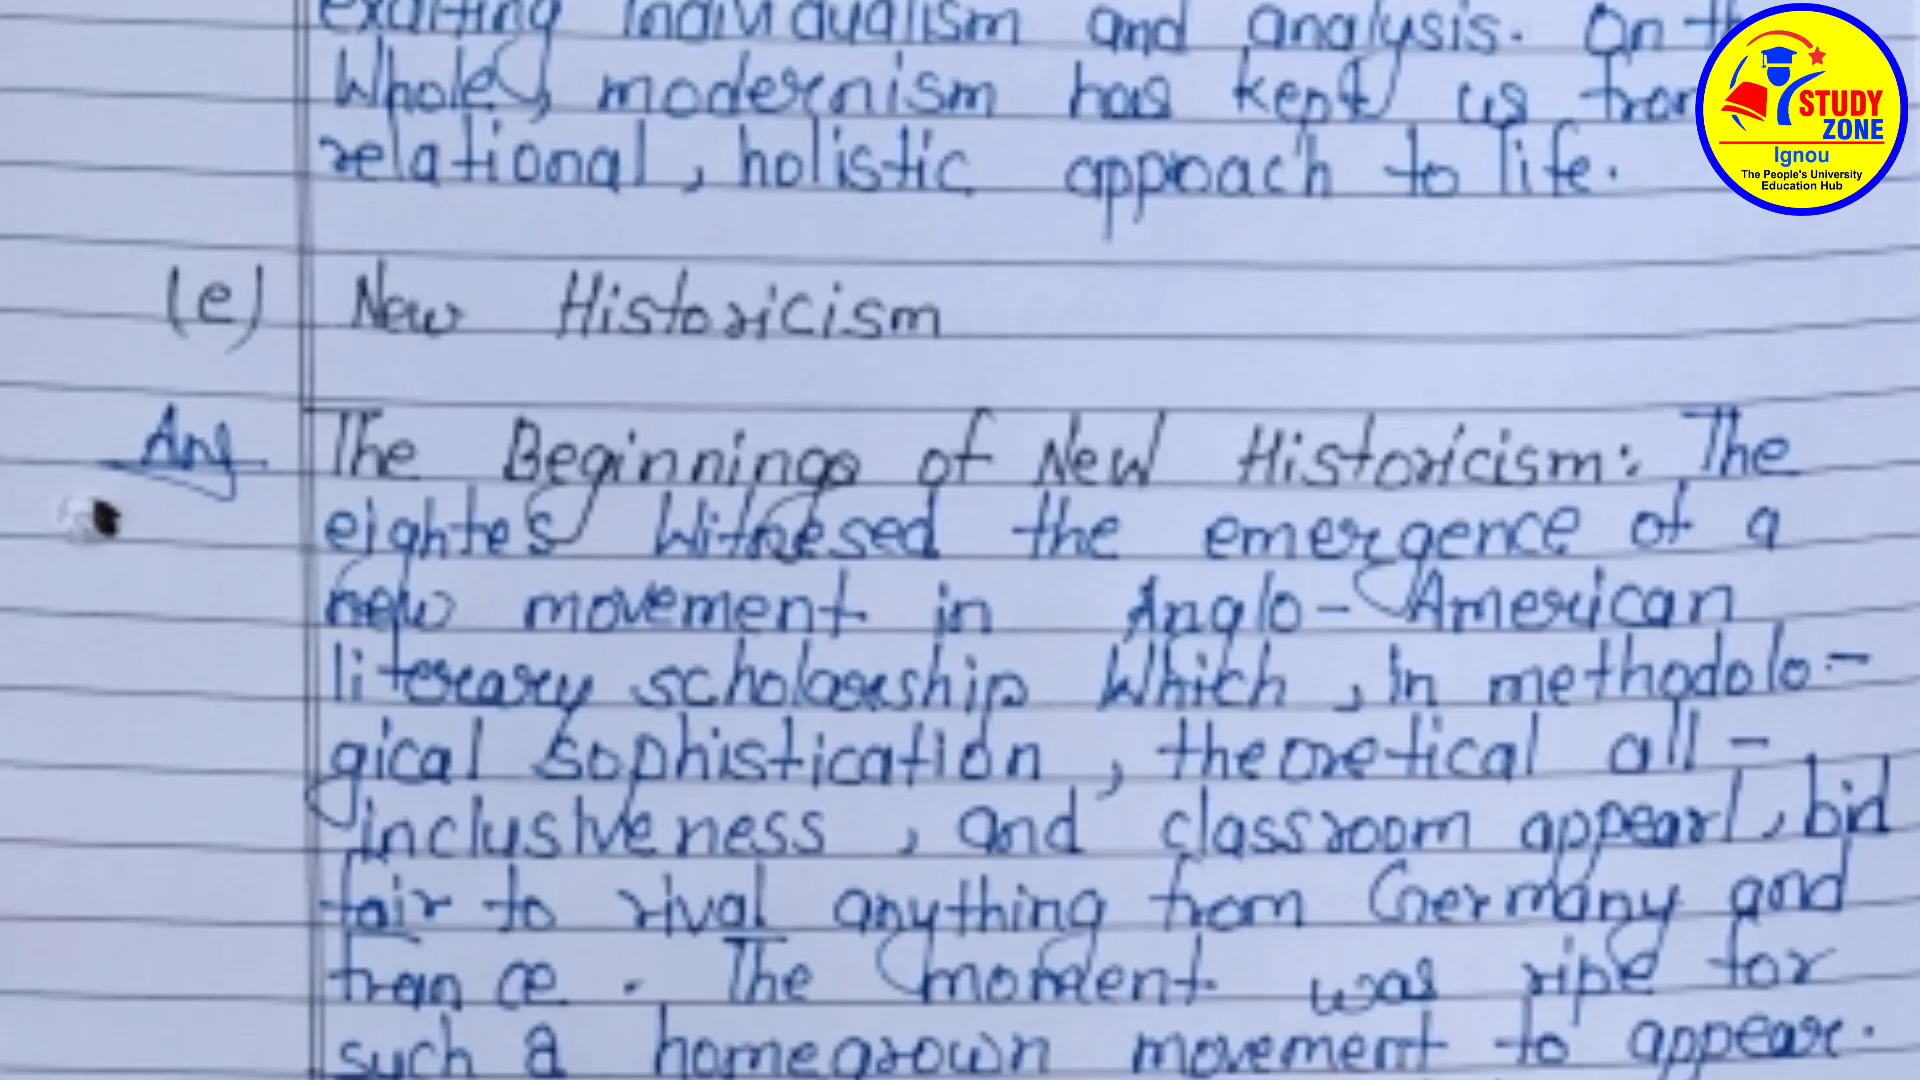 exalting individualism and analysis. On the
Whole, modernism has kept us from
relational, holistic approach to life.
(e) New Historicism
Ans The Beginnings of New Historicism: The
eightes witnessed the emergence of a
new movement in Anglo-American
literary scholarship Which, in methodolo-
gical sophistication, theoretical all-
inclusiveness, and classroom appearl, bid
fair to rival anything from Germany and
france. The moment was ripe for
such a homegrown movement to appear.
STUDY
ZONE
Ignou
The People's University
Education Hub